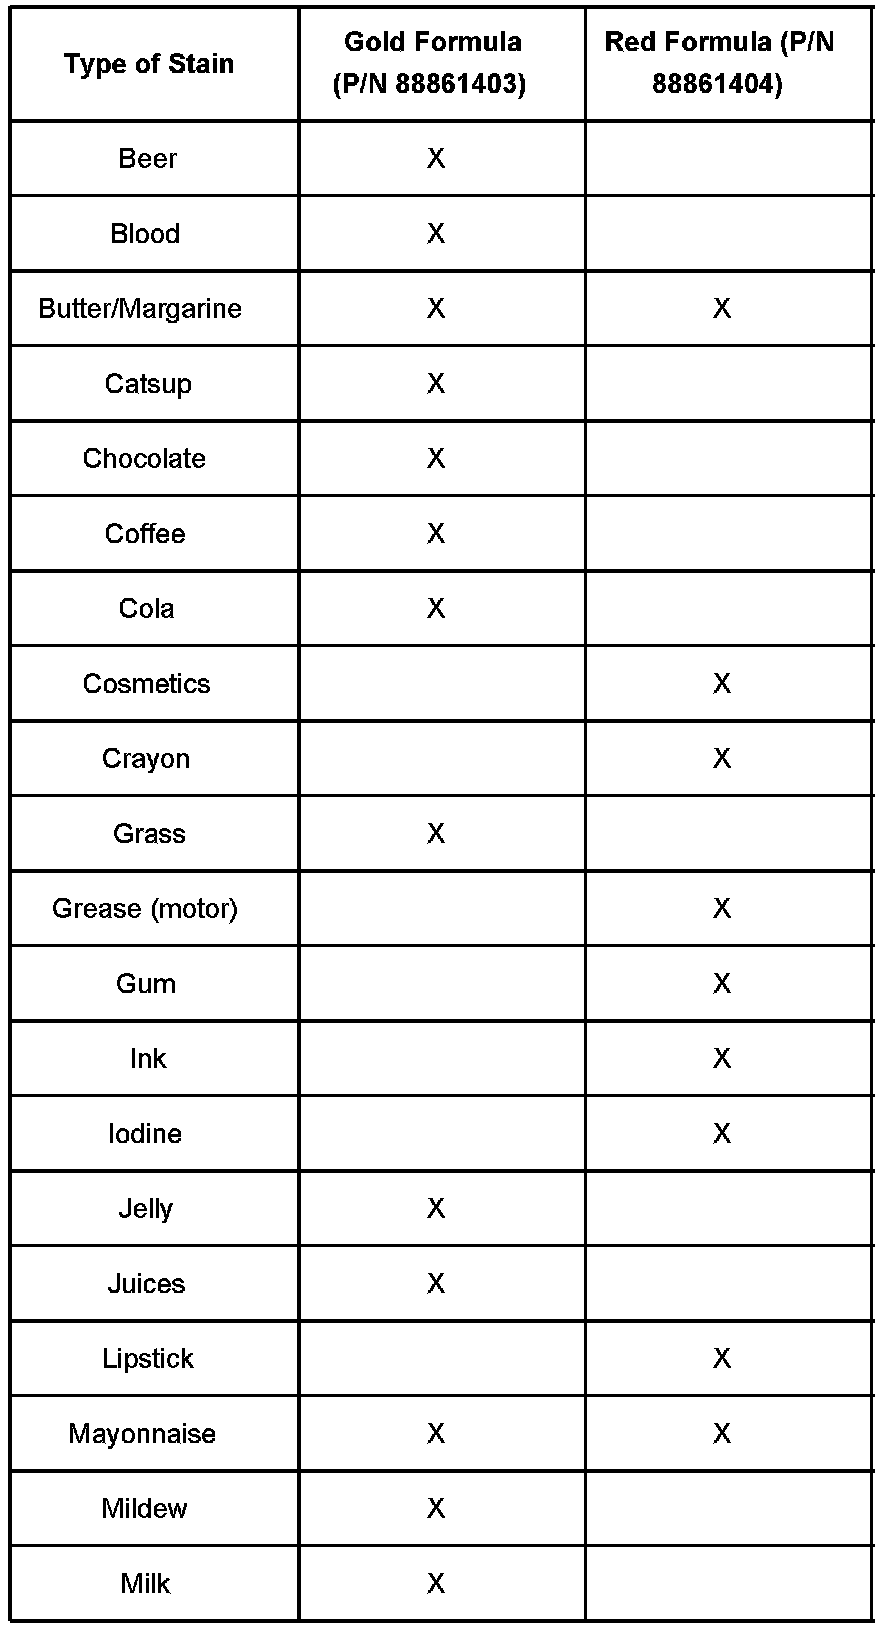 Type of Stain
Gold Formula
(P/N 88861403)
Red Formula (P/N
88861404)
Beer X
Blood X
Butter/Margarine X X
Catsup X
Chocolate X
Coffee X
Cola X
Cosmetics X
Crayon X
Grass X
Grease (motor) X
Gum X
Ink X
Iodine X
Jelly X
Juices X
Lipstick X
Mayonnaise X X
Mildew X
Milk X